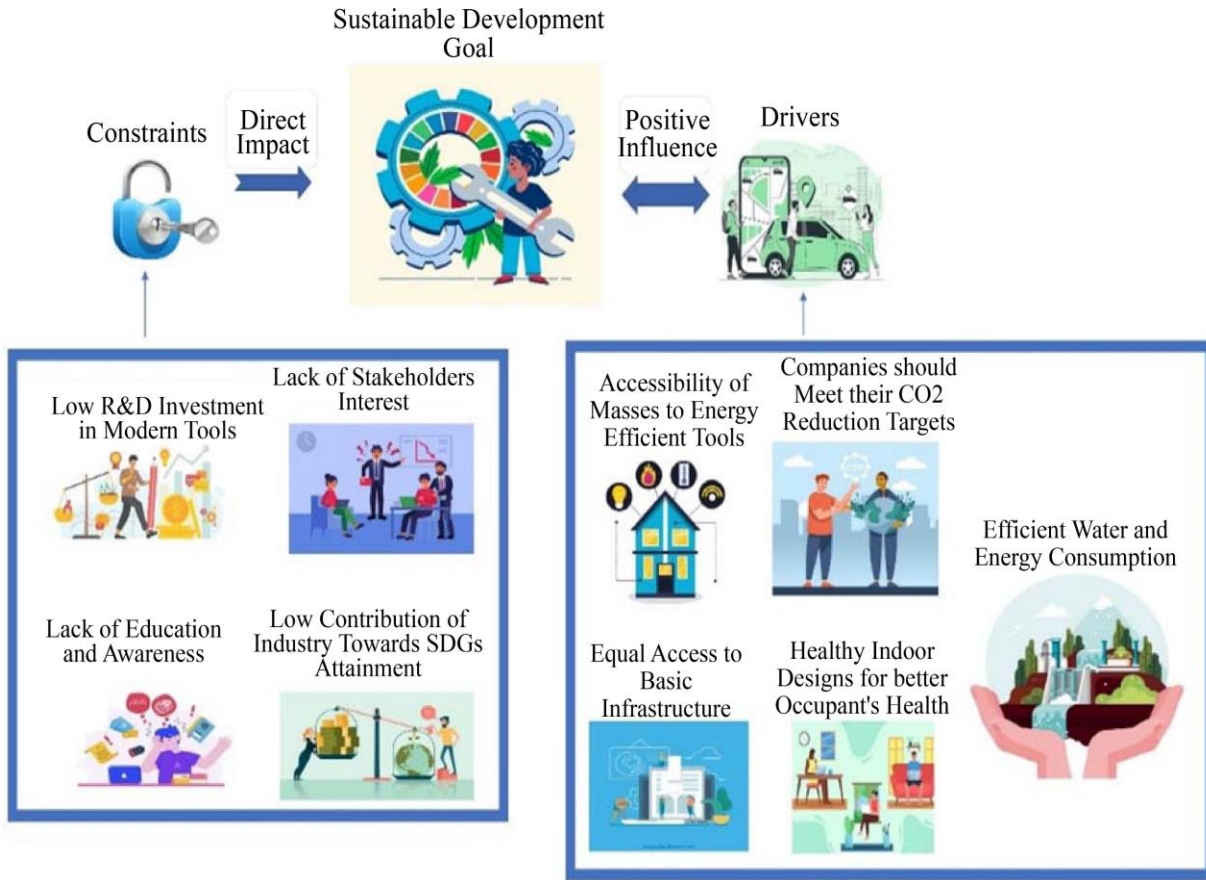 Sustainable Development
Goal
Constraints
Direct
Impact
Positive
Influence
Drivers
Low R&D Investment
in Modern Tools
Lack of Stakeholders
Interest
Lack of Education
and Awareness
Low Contribution of
Industry Towards SDGs
Attainment
Accessibility of
Masses to Energy
Efficient Tools
Companies should
Meet their CO2
Reduction Targets
Efficient Water and
Energy Consumption
Equal Access to
Basic
Infrastructure
Healthy Indoor
Designs for better
Occupant's Health